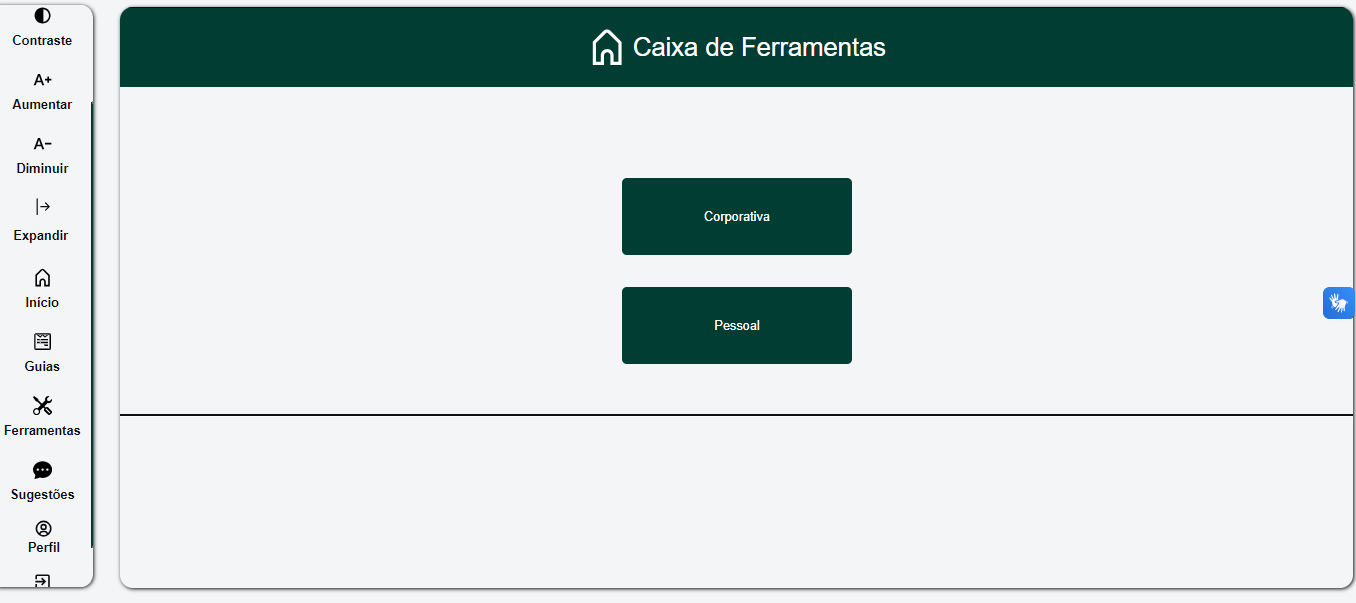 Contraste
A+
Aumentar
A-
Diminuir
Expandir
Início
Guias
Ferramentas
Sugestões
Perfil
Caixa de Ferramentas
Corporativa
Pessoal